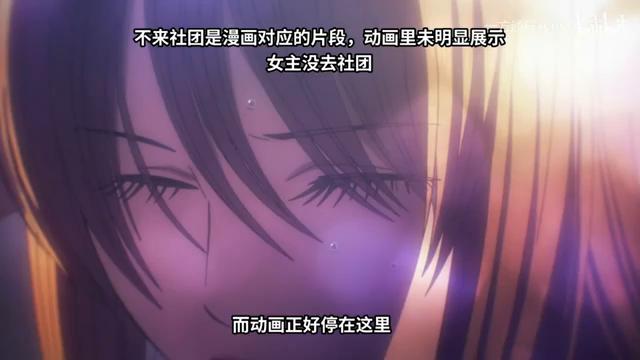 不来社团是漫画对应的片段，动画里未明显展示
女主没去社团
而动画正好停在这里